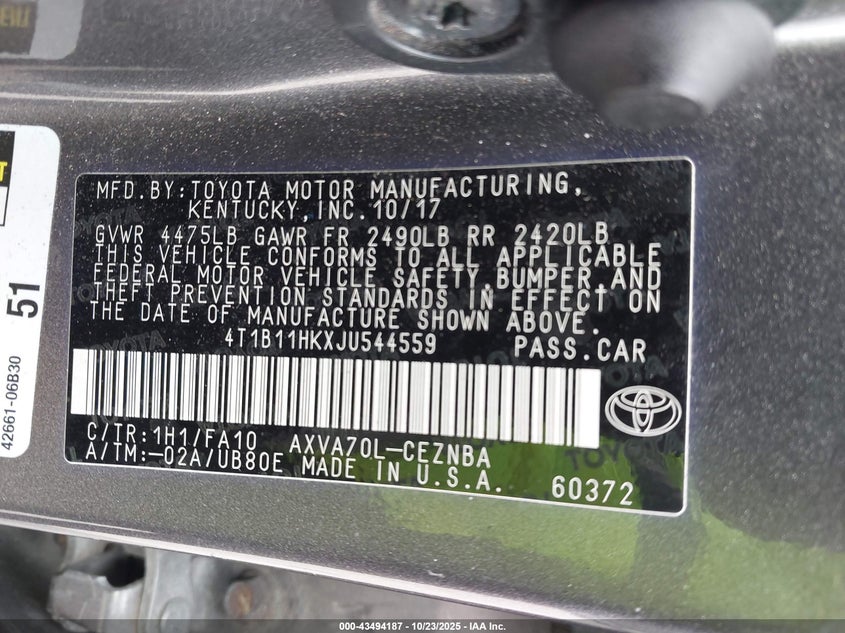 MFD.BY:TOYOTA MOTOR MANUFACTURING,
KENTUCKY,INC.10/17
GVWR 4475LB GAWR FR 2490LB RR 2420LB
THIS VEHICLE CONFORMS TO ALL APPLICABLE
FEDERAL MOTOR VEHICLE SAFETY,BUMPER,AND
THEFT PREVENTION STANDARDS IN EFFECT ON
THE DATE OF MANUFACTURE SHOWN ABOVE.
4T1B11HKXJU544559 PASS.CAR
C/TR:1H1/FA10 AXVA70L-CEZNBA
A/TM:-02A/UB80E MADE IN U.S.A. 60372
51
42661-06B30
000-43494187 - 10/23/2025 - IAA Inc.